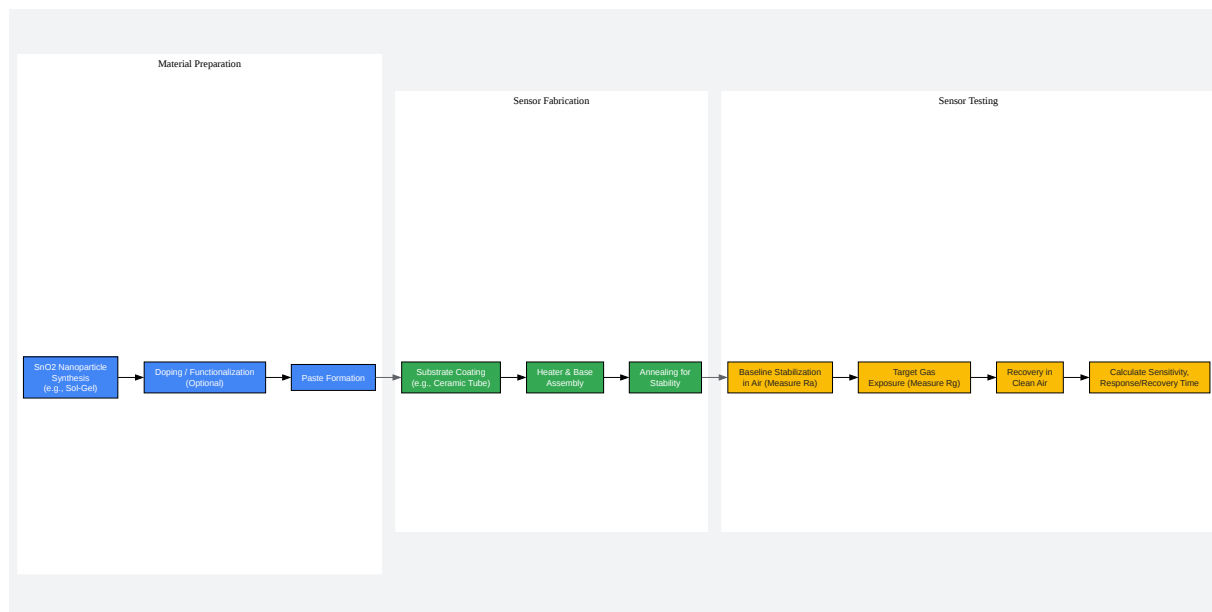 Material Preparation
SnO2 Nanoparticle
Synthesis
(e.g., Sol-Gel)
Doping / Functionalization
(Optional)
Paste Formation
Sensor Fabrication
Substrate Coating
(e.g., Ceramic Tube)
Heater & Base
Assembly
Annealing for
Stability
Sensor Testing
Baseline Stabilization
in Air (Measure Ra)
Target Gas
Exposure (Measure Rg)
Recovery in
Clean Air
Calculate Sensitivity,
Response/Recovery Time